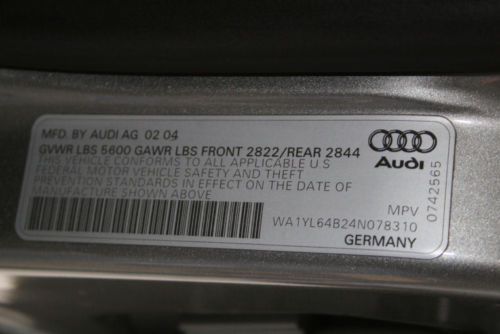 MFD. BY AUDI AG 02 04
GVWR LBS 5600 GAWR LBS FRONT 2822/REAR 2844
THIS VEHICLE CONFORMS TO ALL APPLICABLE U.S
FEDERAL MOTOR VEHICLE SAFETY AND THEFT
PREVENTION STANDARDS IN EFFECT ON THE DATE OF
MANUFACTURE SHOWN ABOVE
Audi
MPV
0742565
WA1YL64B24N078310
GERMANY